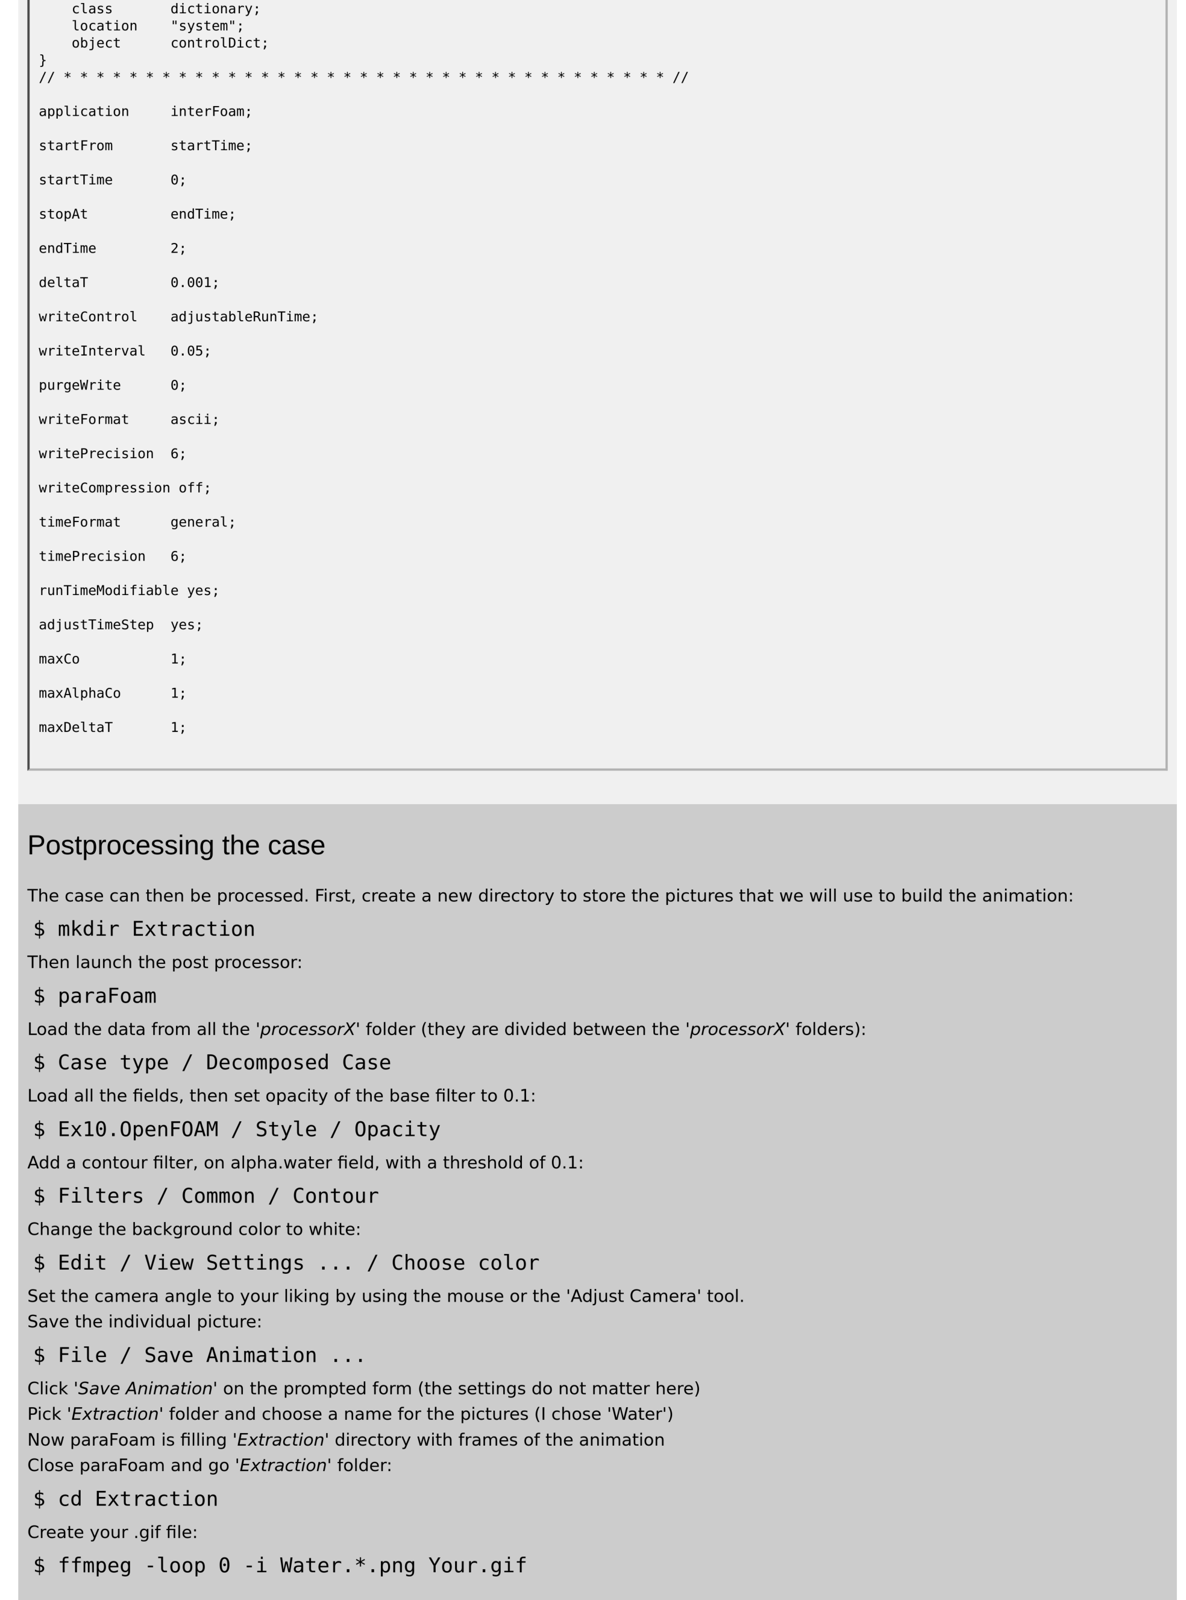 class       dictionary;
    location    "system";
    object      controlDict;
}
// * * * * * * * * * * * * * * * * * * * * * * * * * * * * * * * * * * * * * //
application     interFoam;
startFrom       startTime;
startTime       0;
stopAt          endTime;
endTime         2;
deltaT          0.001;
writeControl    adjustableRunTime;
writeInterval   0.05;
purgeWrite      0;
writeFormat     ascii;
writePrecision  6;
writeCompression off;
timeFormat      general;
timePrecision   6;
runTimeModifiable yes;
adjustTimeStep  yes;
maxCo           1;
maxAlphaCo      1;
maxDeltaT       1;
Postprocessing the case
The case can then be processed. First, create a new directory to store the pictures that we will use to build the animation:
$ mkdir Extraction
Then launch the post processor:
$ paraFoam
Load the data from all the 'processorX' folder (they are divided between the 'processorX' folders):
$ Case type / Decomposed Case
Load all the fields, then set opacity of the base filter to 0.1:
$ Ex10.OpenFOAM / Style / Opacity
Add a contour filter, on alpha.water field, with a threshold of 0.1:
$ Filters / Common / Contour
Change the background color to white:
$ Edit / View Settings ... / Choose color
Set the camera angle to your liking by using the mouse or the 'Adjust Camera' tool.
Save the individual picture:
$ File / Save Animation ...
Click 'Save Animation' on the prompted form (the settings do not matter here)
Pick 'Extraction' folder and choose a name for the pictures (I chose 'Water')
Now paraFoam is filling 'Extraction' directory with frames of the animation
Close paraFoam and go 'Extraction' folder:
$ cd Extraction
Create your .gif file:
$ ffmpeg -loop 0 -i Water.*.png Your.gif